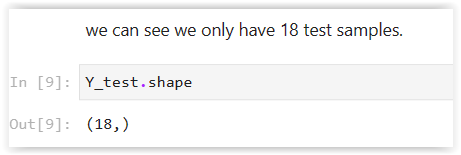 we can see we only have 18 test samples.
In [9]: Y_test.shape
Out[9]: (18,)